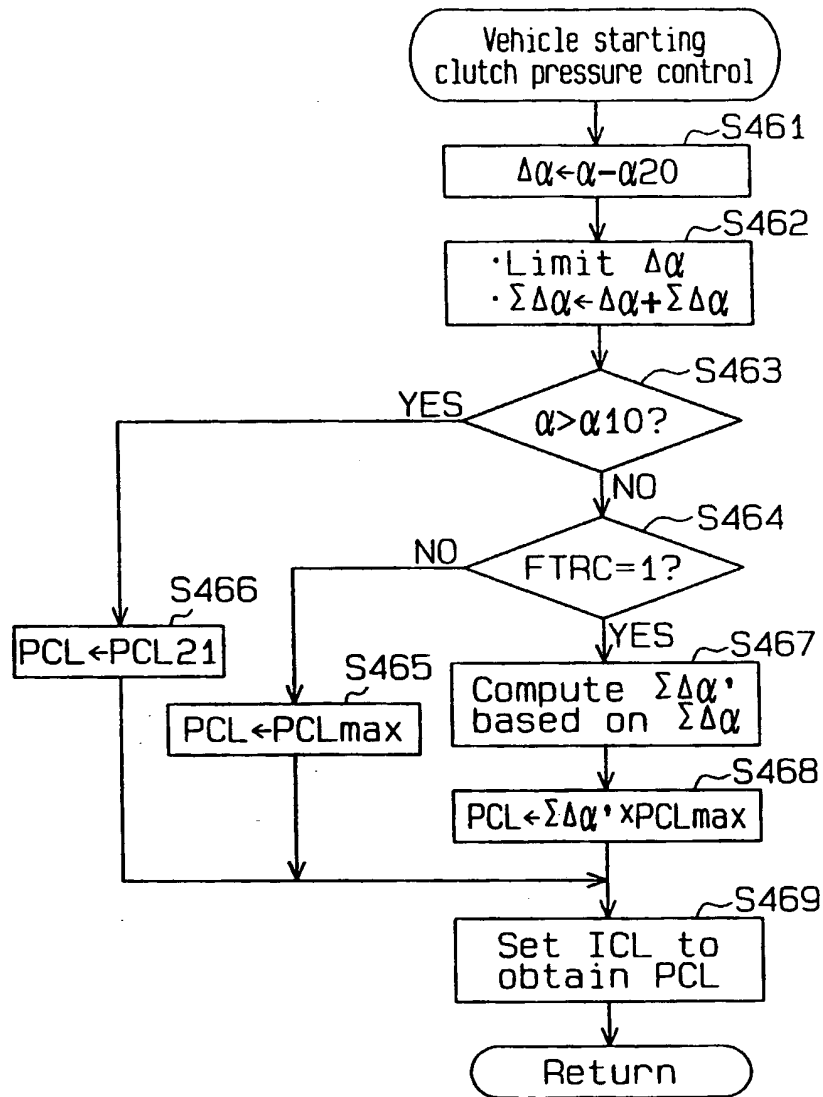 Vehicle starting
clutch pressure control
S461
Δα←α-α20
S462
·Limit Δα
·ΣΔα←Δα+ΣΔα
S463
α>α10?
YES
NO
S464
FTRC=1?
NO
YES
S466
PCL←PCL21
S465
PCL←PCLmax
S467
Compute ΣΔα'
based on ΣΔα
S468
PCL←ΣΔα'×PCLmax
S469
Set ICL to
obtain PCL
Return